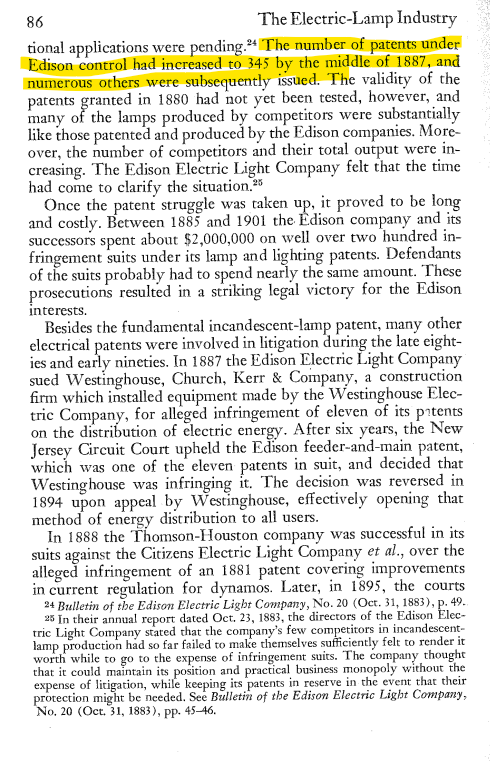 86 The Electric-Lamp Industry
tional applications were pending.²⁴ The number of patents under
Edison control had increased to 345 by the middle of 1887, and
numerous others were subsequently issued. The validity of the
patents granted in 1880 had not yet been tested, however, and
many of the lamps produced by competitors were substantially
like those patented and produced by the Edison companies. More-
over, the number of competitors and their total output were in-
creasing. The Edison Electric Light Company felt that the time
had come to clarify the situation.²⁵
Once the patent struggle was taken up, it proved to be long
and costly. Between 1885 and 1901 the Edison company and its
successors spent about $2,000,000 on well over two hundred in-
fringement suits under its lamp and lighting patents. Defendants
of the suits probably had to spend nearly the same amount. These
prosecutions resulted in a striking legal victory for the Edison
interests.
Besides the fundamental incandescent-lamp patent, many other
electrical patents were involved in litigation during the late eight-
ies and early nineties. In 1887 the Edison Electric Light Company
sued Westinghouse, Church, Kerr & Company, a construction
firm which installed equipment made by the Westinghouse Elec-
tric Company, for alleged infringement of eleven of its patents
on the distribution of electric energy. After six years, the New
Jersey Circuit Court upheld the Edison feeder-and-main patent,
which was one of the eleven patents in suit, and decided that
Westinghouse was infringing it. The decision was reversed in
1894 upon appeal by Westinghouse, effectively opening that
method of energy distribution to all users.
In 1888 the Thomson-Houston company was successful in its
suits against the Citizens Electric Light Company et al., over the
alleged infringement of an 1881 patent covering improvements
in current regulation for dynamos. Later, in 1895, the courts
²⁴ Bulletin of the Edison Electric Light Company, No. 20 (Oct. 31, 1883), p. 49.
²⁵ In their annual report dated Oct. 23, 1883, the directors of the Edison Elec-
tric Light Company stated that the company's few competitors in incandescent-
lamp production had so far failed to make themselves sufficiently felt to render it
worth while to go to the expense of infringement suits. The company thought
that it could maintain its position and practical business monopoly without the
expense of litigation, while keeping its patents in reserve in the event that their
protection might be needed. See Bulletin of the Edison Electric Light Company,
No. 20 (Oct. 31, 1883), pp. 45–46.